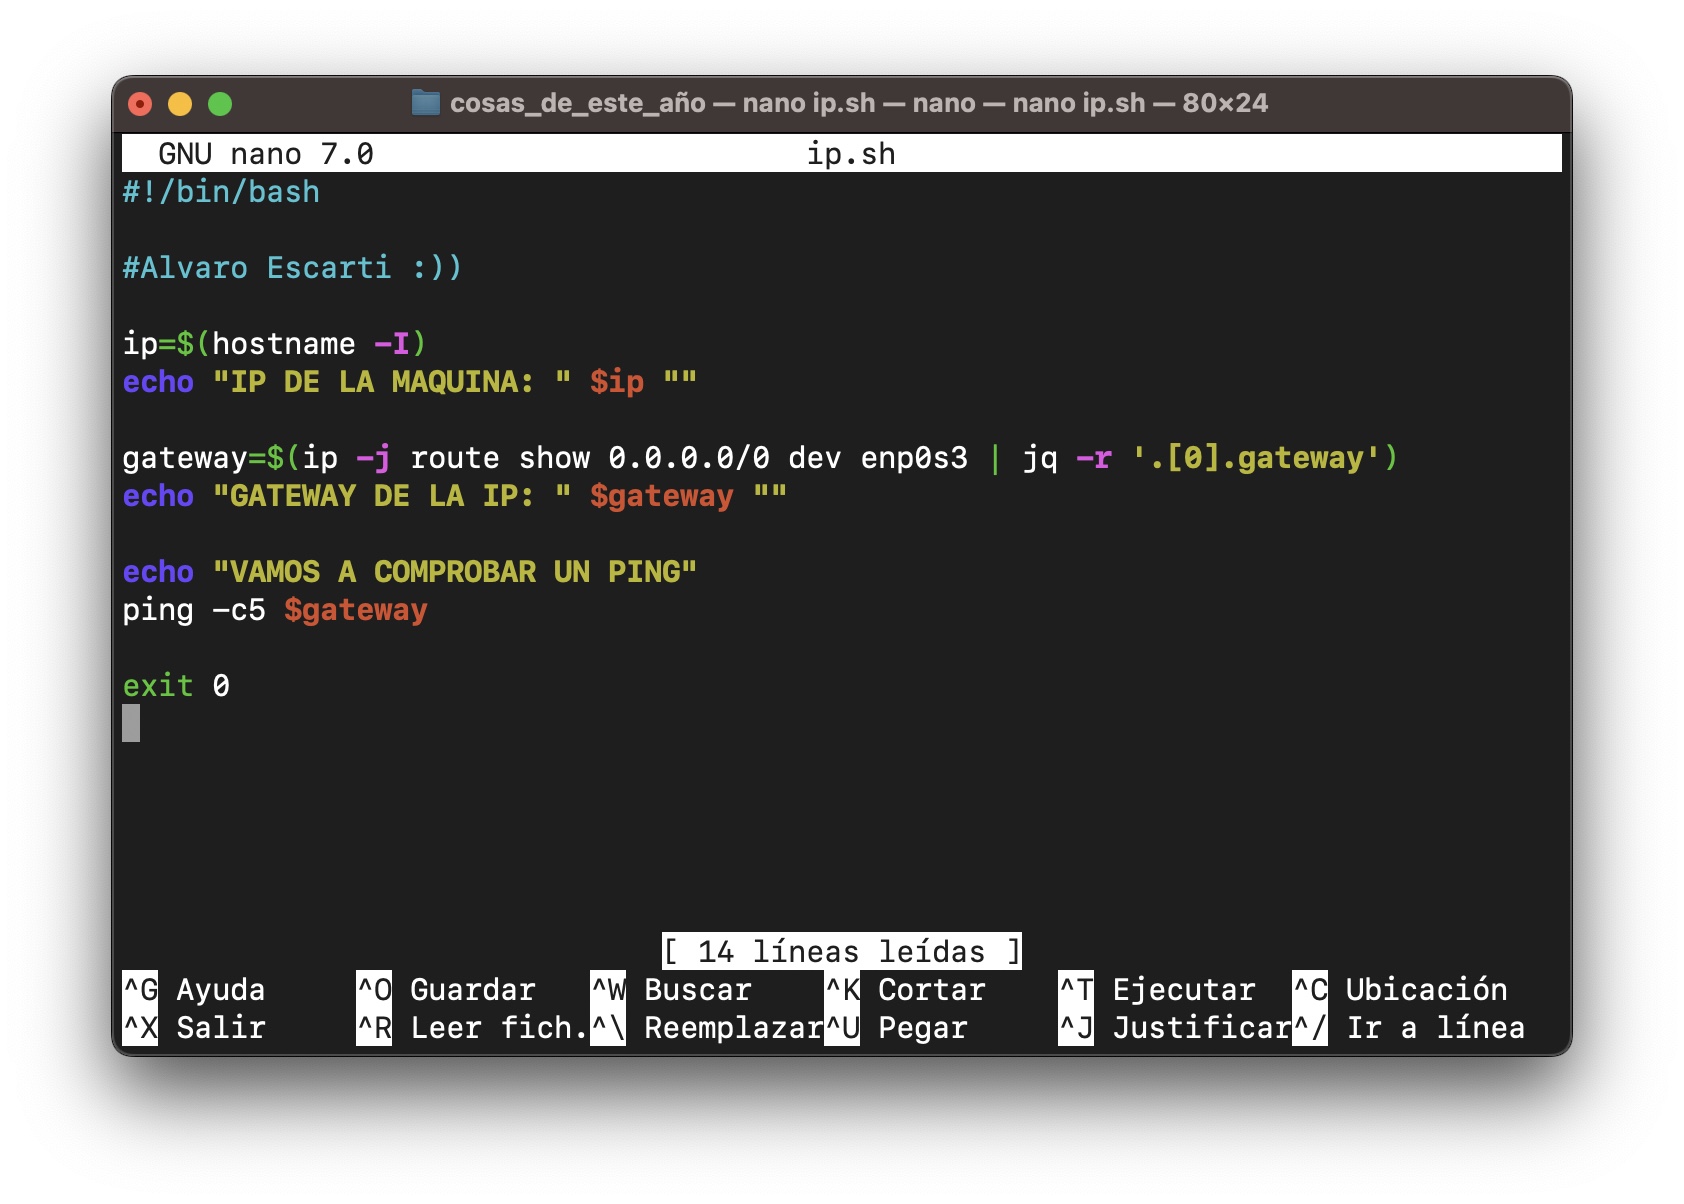 cosas_de_este_año — nano ip.sh — nano — nano ip.sh — 80×24
GNU nano 7.0 ip.sh
#!/bin/bash
#Alvaro Escarti :))
ip=$(hostname -I)
echo "IP DE LA MAQUINA: " $ip ""
gateway=$(ip -j route show 0.0.0.0/0 dev enp0s3 | jq -r '.[0].gateway')
echo "GATEWAY DE LA IP: " $gateway ""
echo "VAMOS A COMPROBAR UN PING"
ping -c5 $gateway
exit 0
[ 14 líneas leídas ]
^G Ayuda ^O Guardar ^W Buscar ^K Cortar ^T Ejecutar ^C Ubicación
^X Salir ^R Leer fich. ^\ Reemplazar ^U Pegar ^J Justificar ^/ Ir a línea